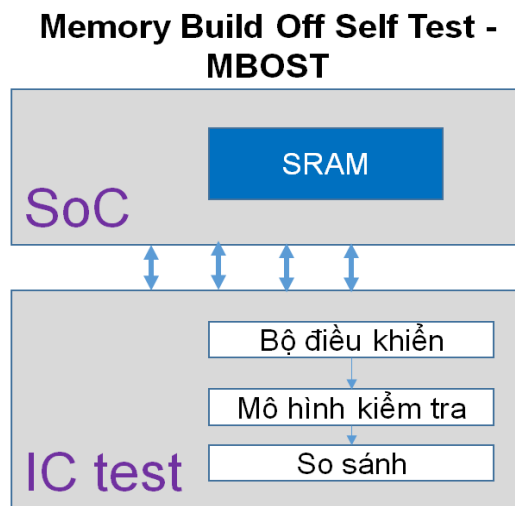 Memory Build Off Self Test -
MBOST
SRAM
SoC
Bộ điều khiển
Mô hình kiểm tra
So sánh
IC test